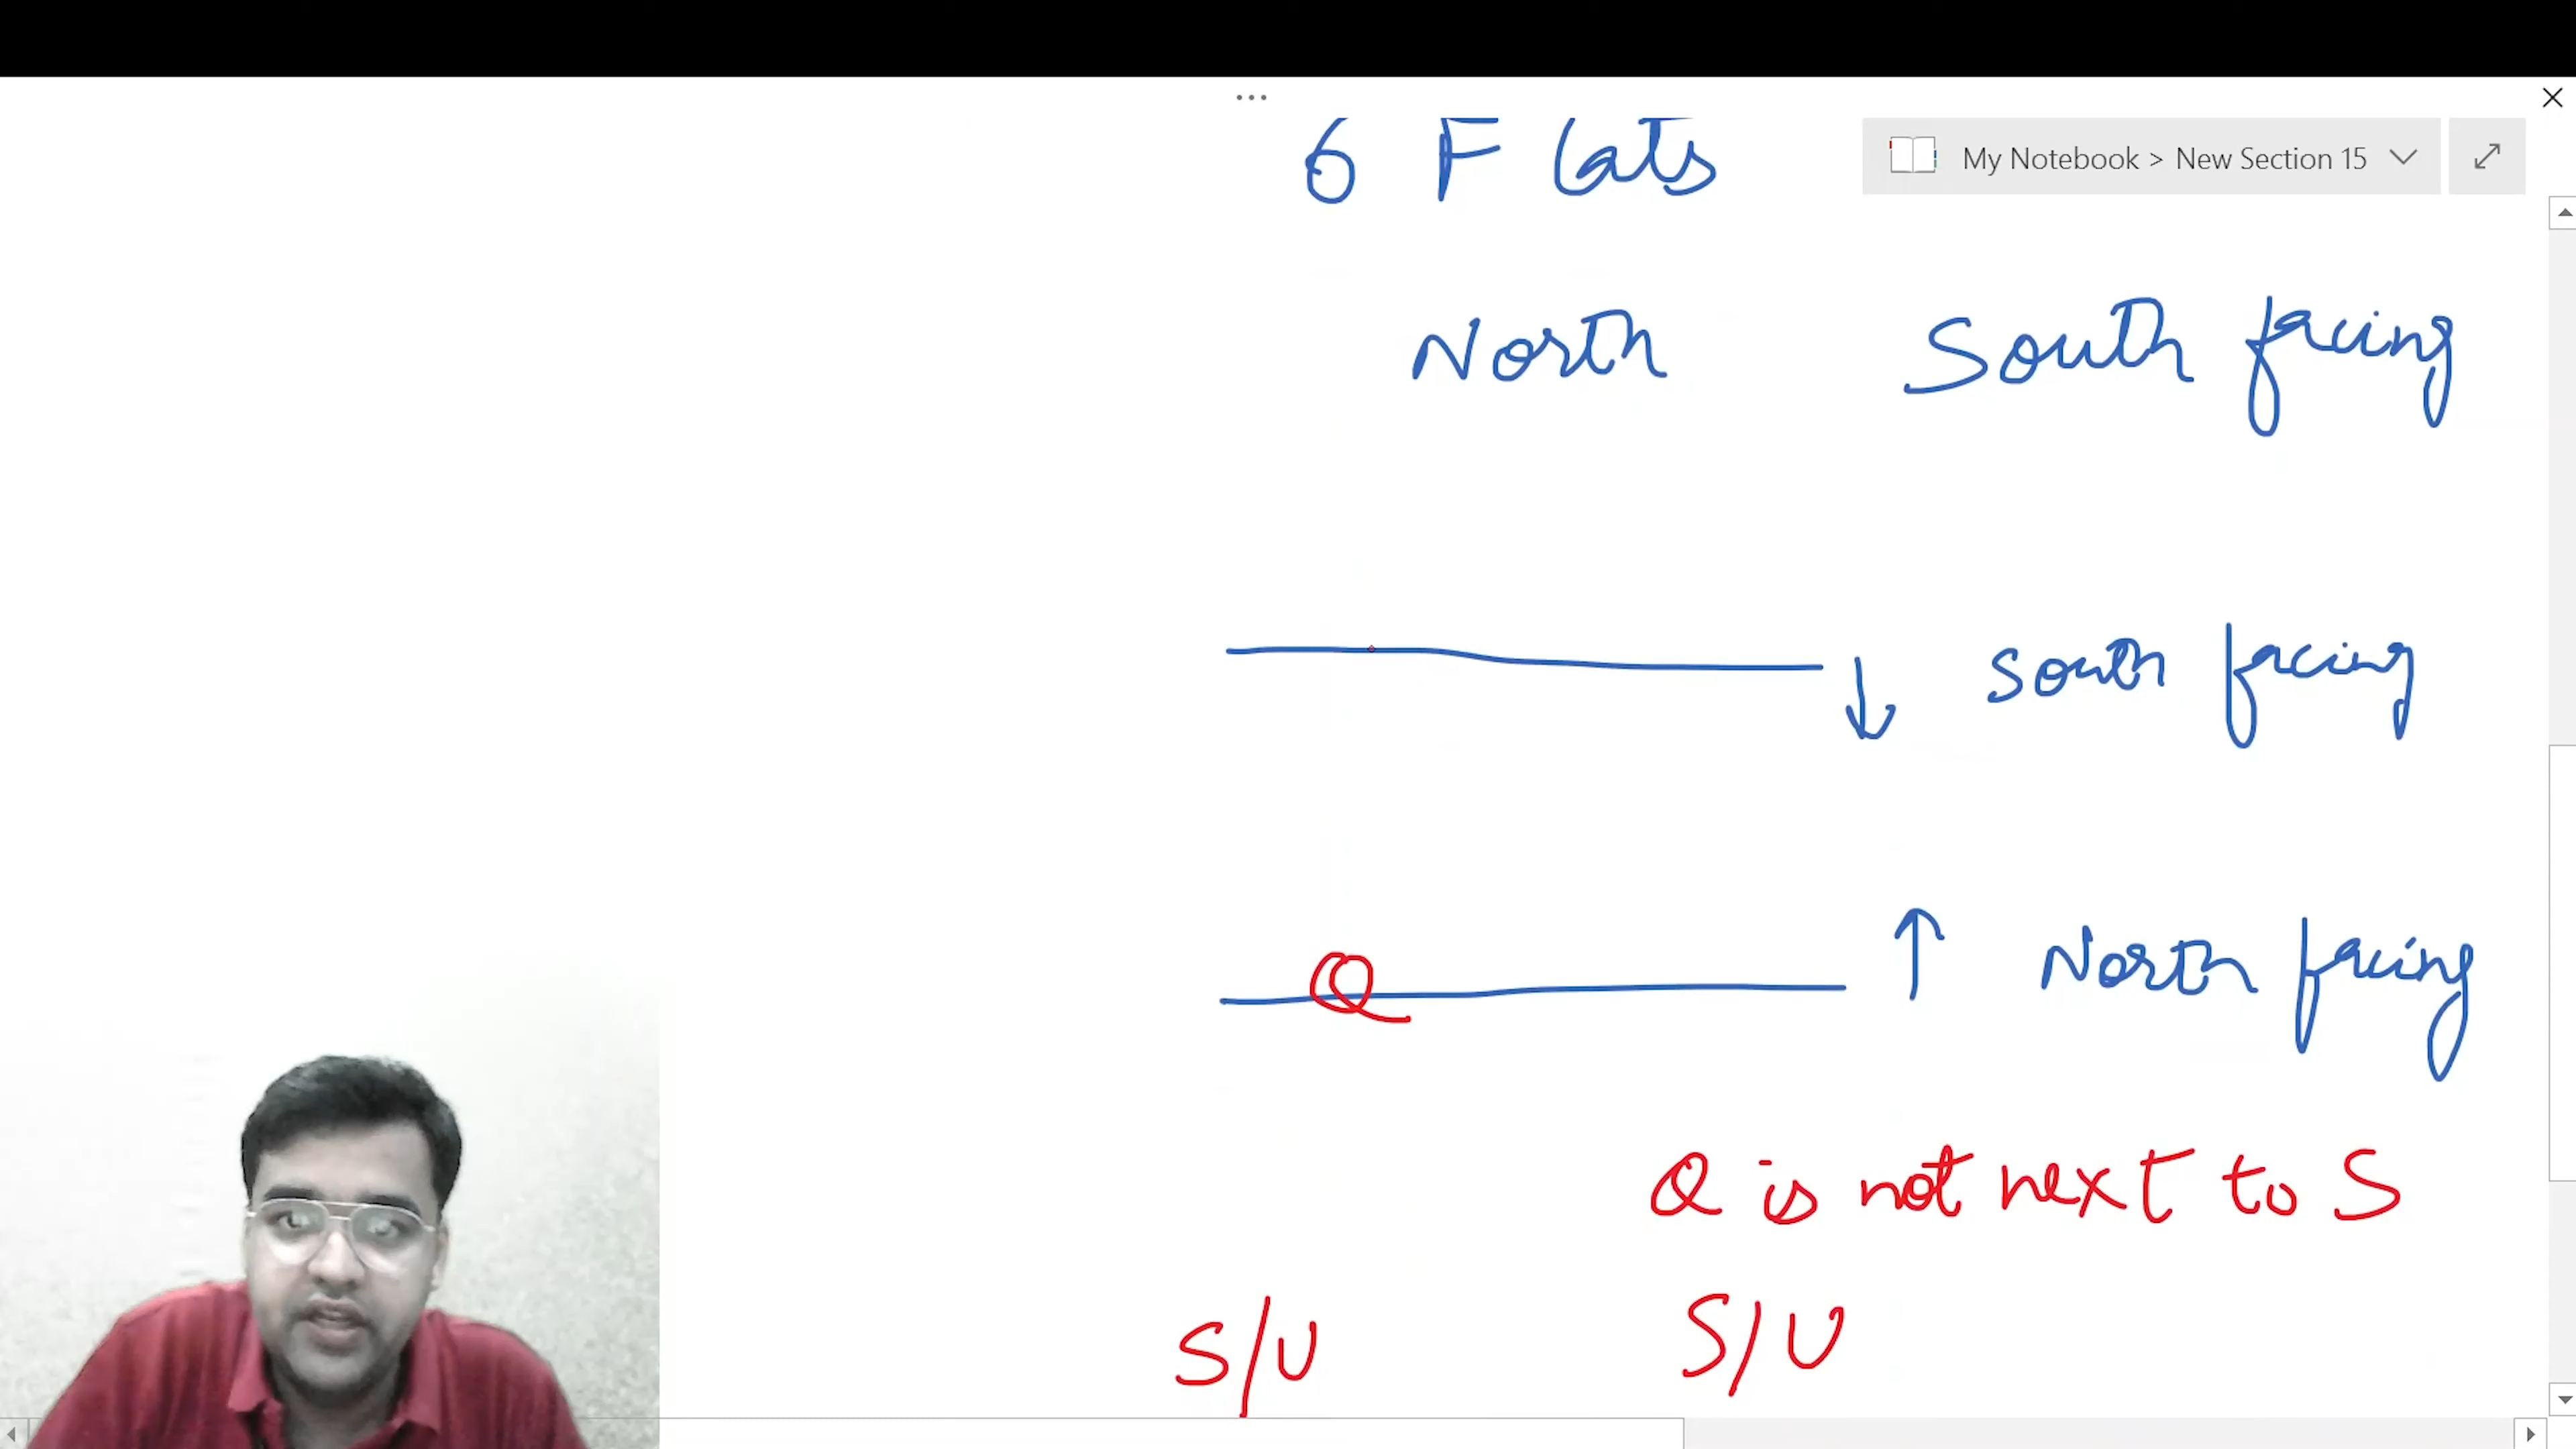 6 Flats
My Notebook > New Section 15
North South facing
South facing
Q North facing
Q is not next to S
S/U S/U